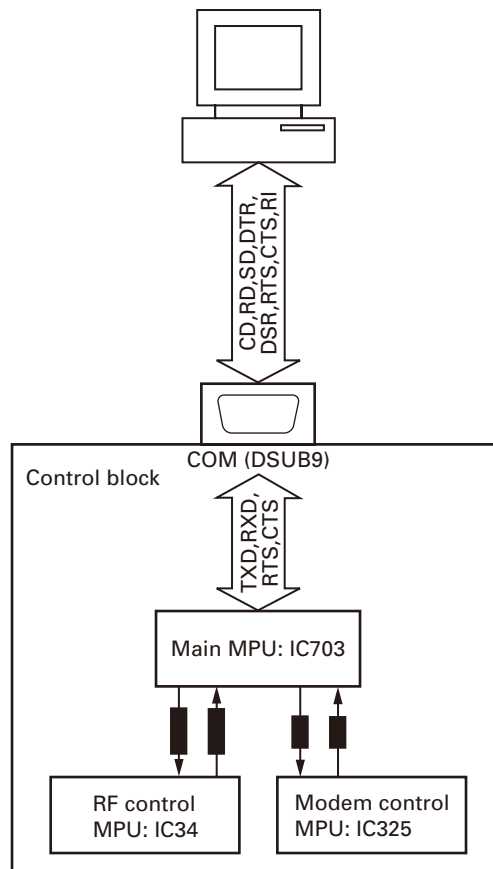 CD,RD,SD,DTR,
DSR,RTS,CTS,RI
COM (DSUB9)
Control block
TXD,RXD,
RTS,CTS
Main MPU: IC703
RF control
MPU: IC34
Modem control
MPU: IC325